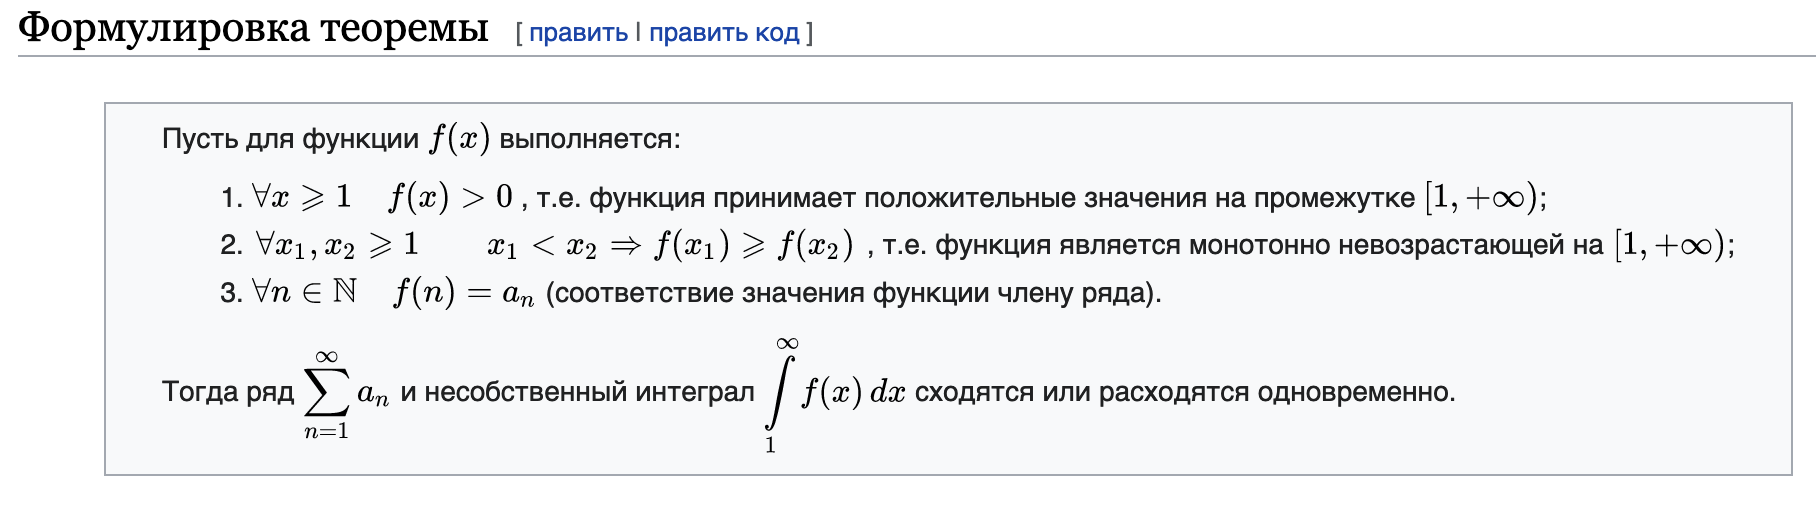 Формулировка теоремы [ править | править код ]
Пусть для функции f(x) выполняется:
1. ∀x ⩾ 1 f(x) > 0 , т.е. функция принимает положительные значения на промежутке [1, +∞);
2. ∀x₁, x₂ ⩾ 1 x₁ < x₂ ⇒ f(x₁) ⩾ f(x₂) , т.е. функция является монотонно невозрастающей на [1, +∞);
3. ∀n ∈ ℕ f(n) = aₙ (соответствие значения функции члену ряда).
Тогда ряд ∑_{n=1}^{∞} aₙ и несобственный интеграл ∫_{1}^{∞} f(x) dx сходятся или расходятся одновременно.